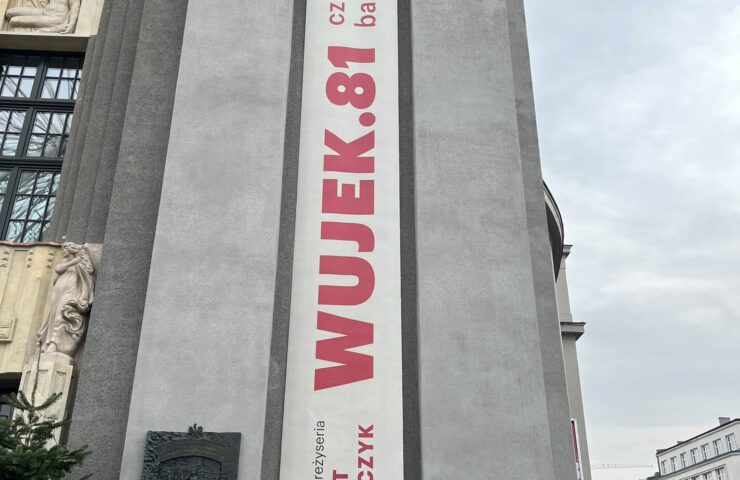 reżyseria
T
CZYK
WUJEK.81
cz
ba